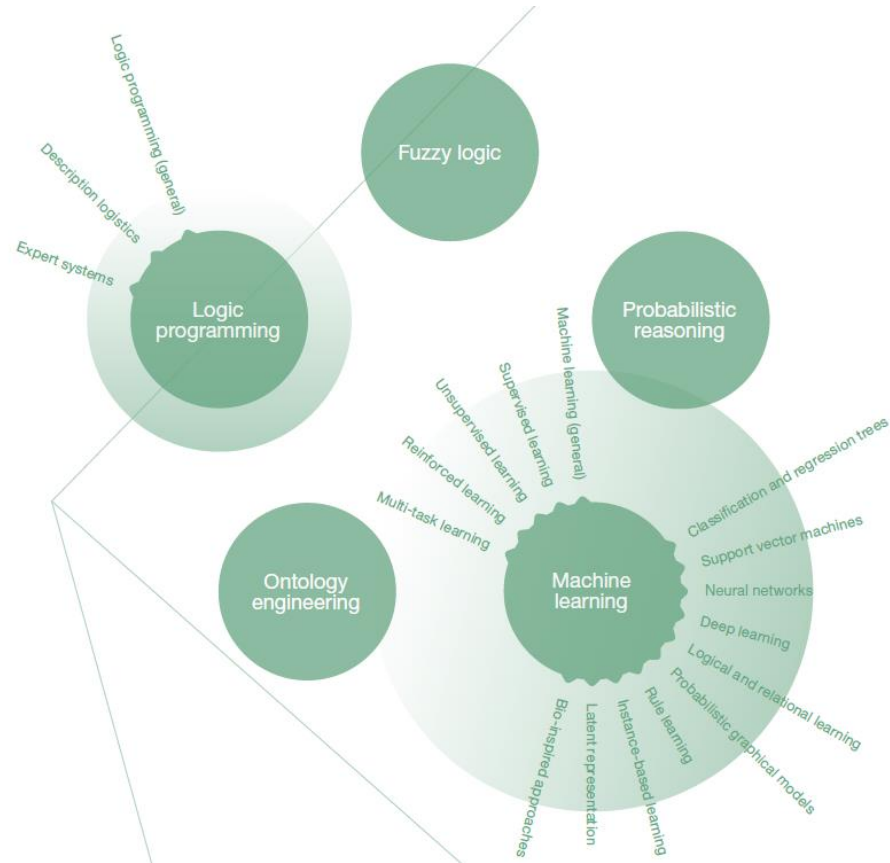 Logic programming (general)
Description logistics
Expert systems
Logic
programming
Fuzzy logic
Probabilistic
reasoning
Machine learning (general)
Supervised learning
Unsupervised learning
Reinforced learning
Multi-task learning
Ontology
engineering
Machine
learning
Classification and regression trees
Support vector machines
Neural networks
Deep learning
Logical and relational learning
Probabilistic graphical models
Rule learning
Instance-based learning
Latent representation
Bio-inspired approaches